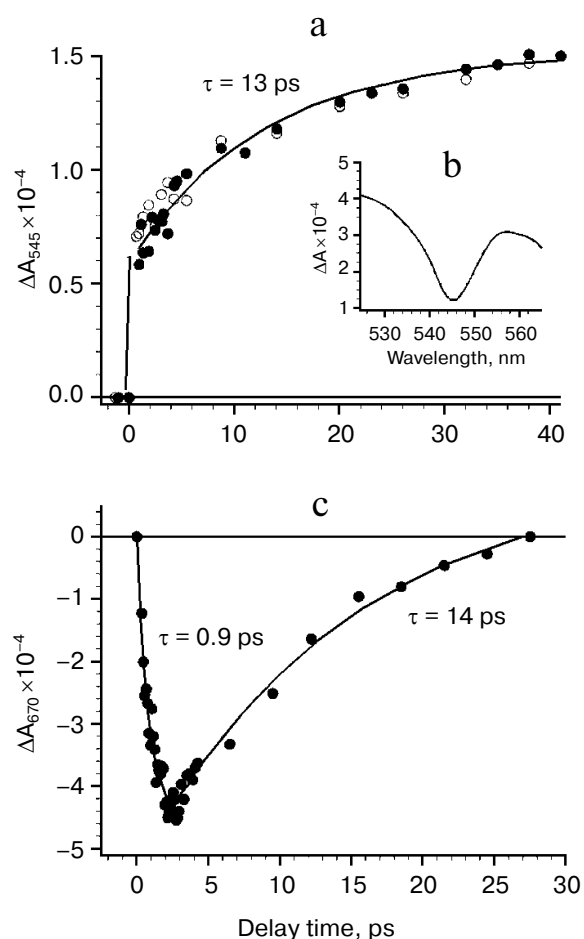 a
1.5
1.0
0.5
0.0
ΔA₅₄₅×10⁻⁴
τ = 13 ps
b
5
4
3
2
1
ΔA×10⁻⁴
530 540 550 560
Wavelength, nm
0 10 20 30 40
c
0
−1
−2
−3
−4
−5
ΔA₆₇₀×10⁻⁴
τ = 0.9 ps
τ = 14 ps
0 5 10 15 20 25 30
Delay time, ps